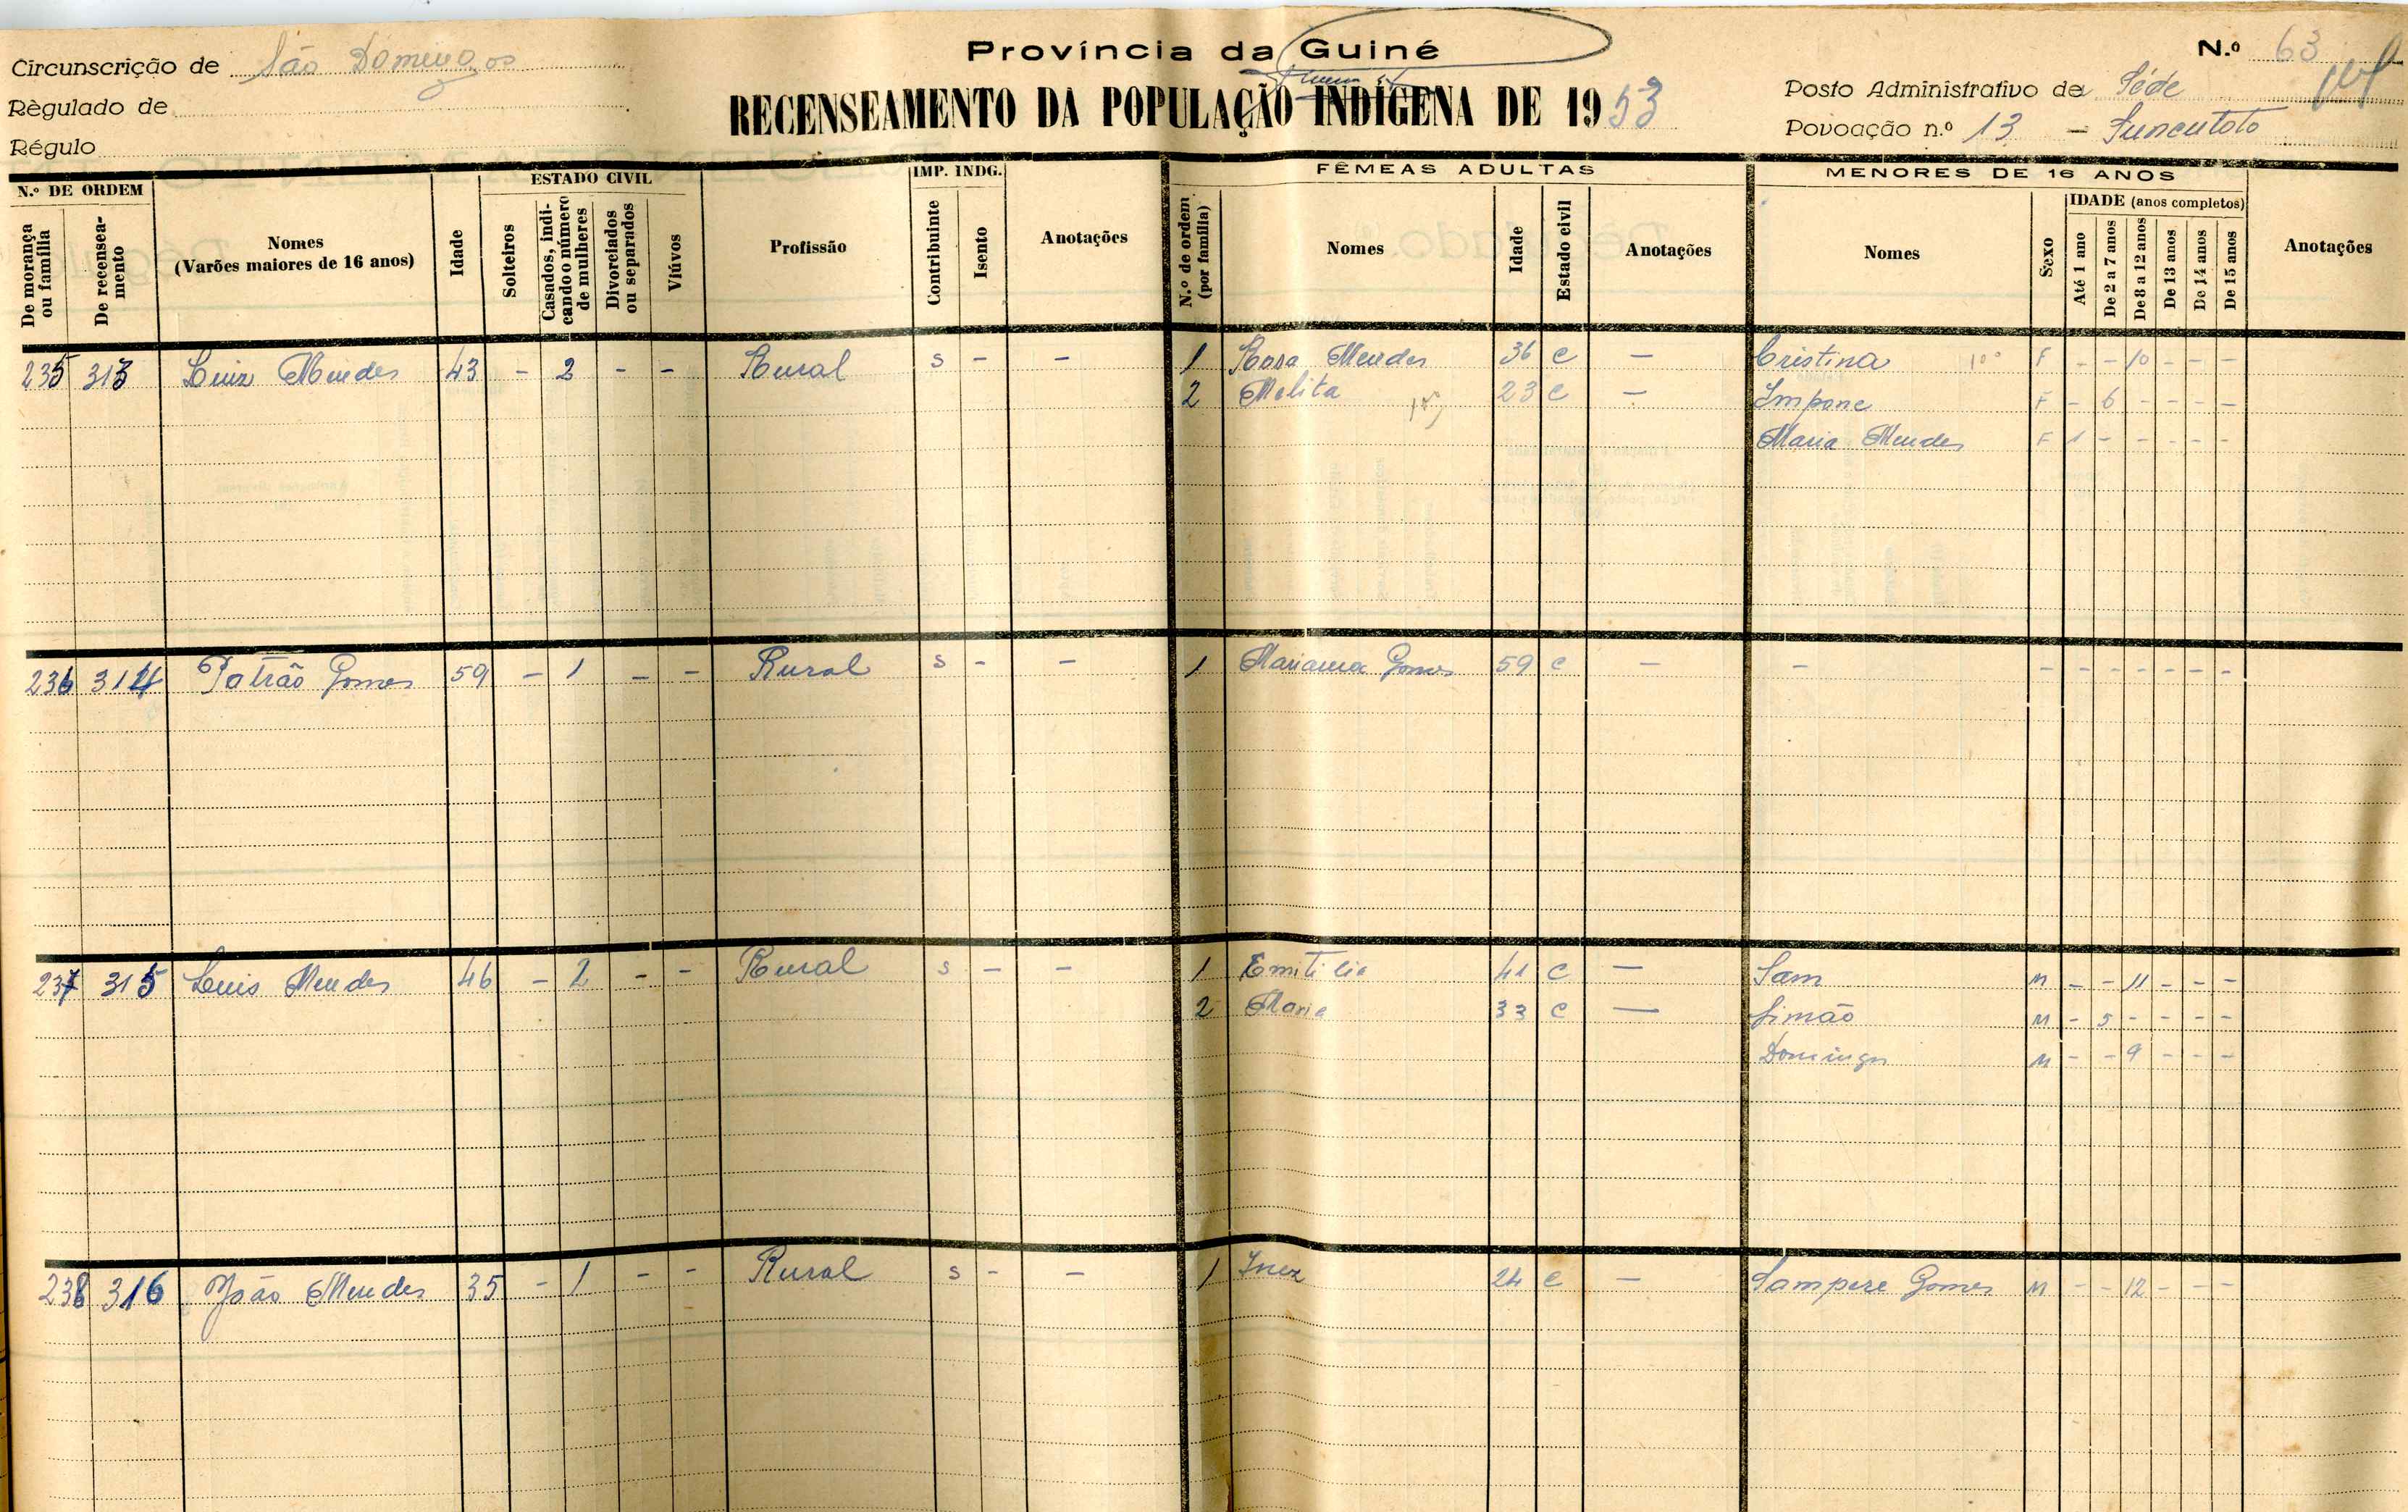 Província da Guiné
Circunscrição de São Domingos
N.º 63
Règulado de
RECENSEAMENTO DA POPULAÇÃO INDÍGENA DE 1953
Posto Administrativo de Séde
Régulo
Povoação n.º 13 - Suncutoto
N.º DE ORDEM
De morança ou família
De recenseamento
Nomes
(Varões maiores de 16 anos)
Idade
ESTADO CIVIL
Solteiros
Casados, indicando o número de mulheres
Divorciados ou separados
Viúvos
Profissão
IMP. INDG.
Contribuinte
Isento
Anotações
FÊMEAS ADULTAS
N.º de ordem (por família)
Nomes
Idade
Estado civil
Anotações
MENORES DE 16 ANOS
Nomes
Sexo
IDADE (anos completos)
Até 1 ano
De 2 a 7 anos
De 8 a 12 anos
De 13 anos
De 14 anos
De 15 anos
Anotações
235 313 Luiz Mendes 43 - 2 - - Rural s - - 1 Rosa Mendes 36 c - Cristina F - - 10 - - -
2 Melita 23 c - Impone F - 6 - - - -
Maria Mendes F 1 - - - - -
236 314 Patrão Gomes 59 - 1 - - Rural s - - 1 Mariama Gomes 59 c - - - - - - - - -
237 315 Luis Mendes 46 - 2 - - Rural s - - 1 Emitilia 41 c - Sam M - - 11 - - -
2 Maria 33 c - Simão M - 5 - - - -
Domingos M - - 9 - - -
238 316 João Mendes 35 - 1 - - Rural s - - 1 Inez 24 c - Sampere Gomes M - - 12 - - -